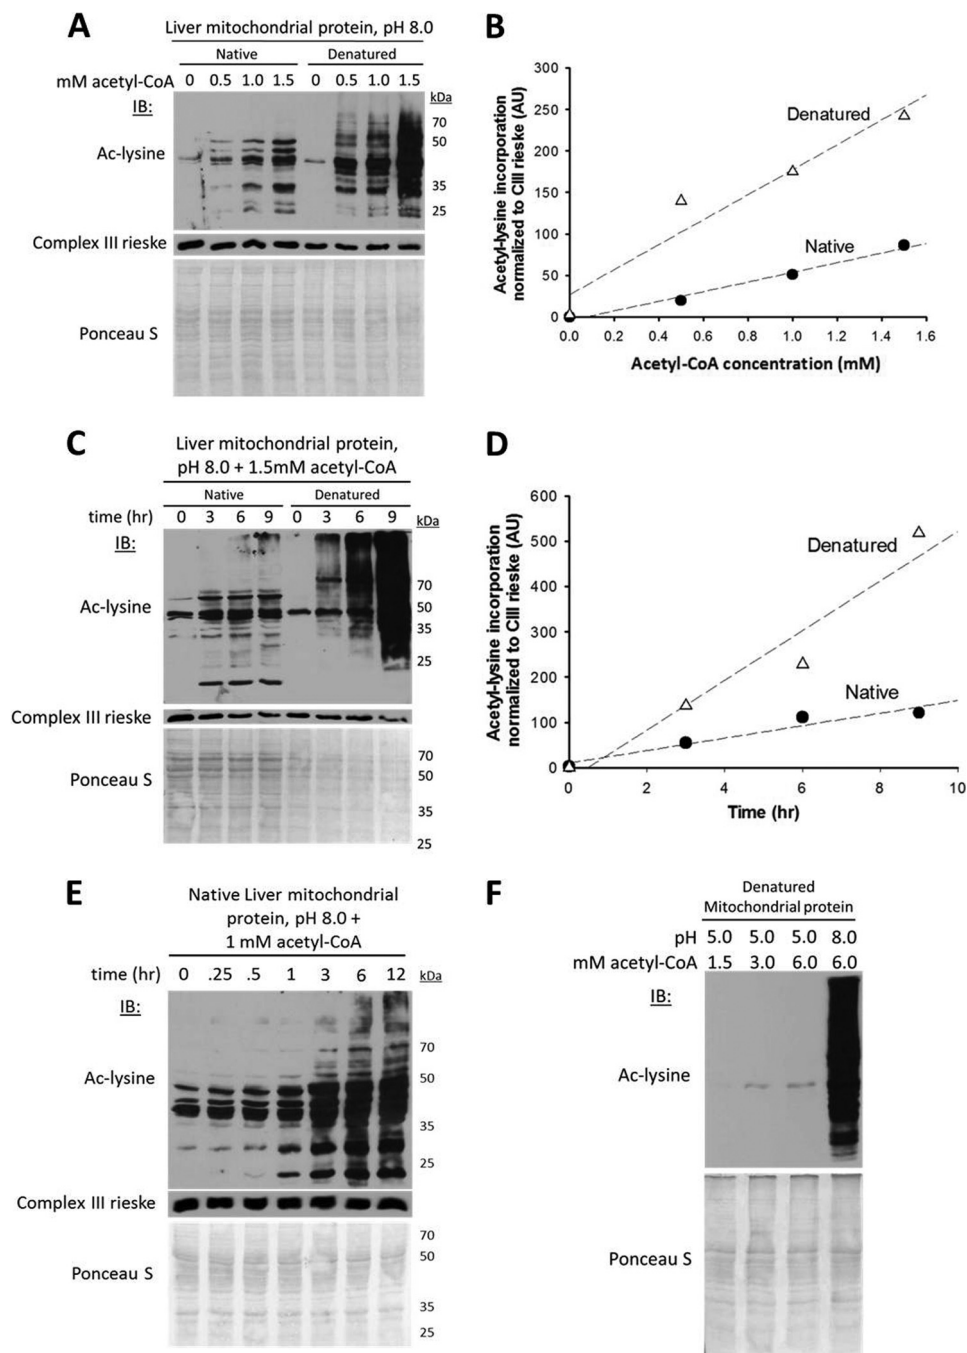 A
Liver mitochondrial protein, pH 8.0
Native Denatured
mM acetyl-CoA 0 0.5 1.0 1.5 0 0.5 1.0 1.5
IB:
kDa
70
50
Ac-lysine
35
25
Complex III rieske
Ponceau S
B
Acetyl-lysine incorporation
normalized to CIII rieske (AU)
300
250
200
150
100
50
0
Denatured
Native
0.0 0.2 0.4 0.6 0.8 1.0 1.2 1.4 1.6
Acetyl-CoA concentration (mM)
C
Liver mitochondrial protein,
pH 8.0 + 1.5mM acetyl-CoA
Native Denatured
time (hr) 0 3 6 9 0 3 6 9
kDa
IB:
70
Ac-lysine
50
35
25
Complex III rieske
Ponceau S
70
50
35
25
D
Acetyl-lysine incorporation
normalized to CIII rieske (AU)
600
500
400
300
200
100
0
Denatured
Native
0 2 4 6 8 10
Time (hr)
E
Native Liver mitochondrial
protein, pH 8.0 +
1 mM acetyl-CoA
time (hr) 0 .25 .5 1 3 6 12
kDa
IB:
70
Ac-lysine
50
35
25
Complex III rieske
Ponceau S
70
50
35
25
F
Denatured
Mitochondrial protein
pH 5.0 5.0 5.0 8.0
mM acetyl-CoA 1.5 3.0 6.0 6.0
IB:
Ac-lysine
Ponceau S